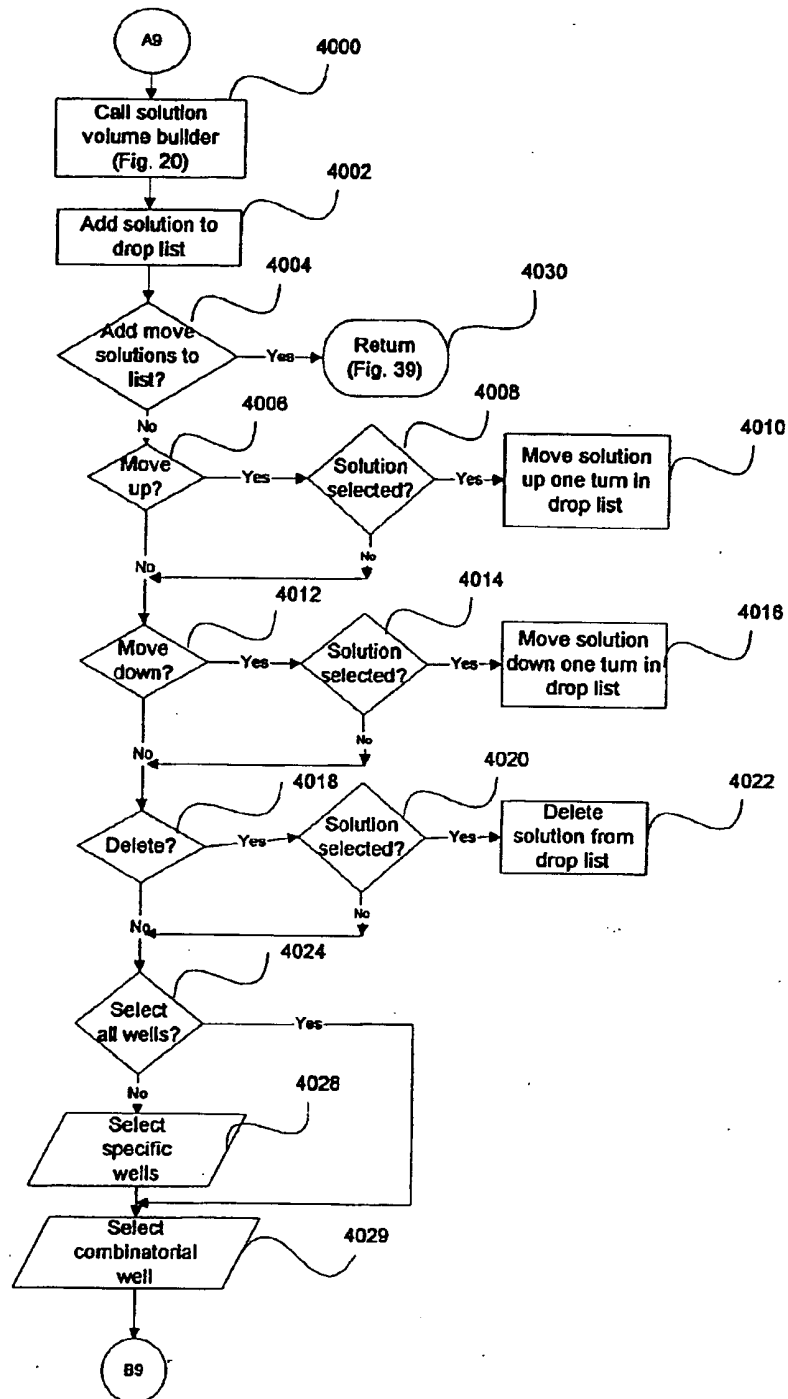 A9
4000
Call solution
volume builder
(Fig. 20)
4002
Add solution to
drop list
4004
Add move
solutions to
list?
Yes
4030
Return
(Fig. 39)
No
4006
Move
up?
Yes
4008
Solution
selected?
Yes
4010
Move solution
up one turn in
drop list
No
No
4012
Move
down?
Yes
4014
Solution
selected?
Yes
4016
Move solution
down one turn in
drop list
No
No
4018
Delete?
Yes
4020
Solution
selected?
Yes
4022
Delete
solution from
drop list
No
No
4024
Select
all wells?
Yes
No
4028
Select
specific
wells
4029
Select
combinatorial
well
B9